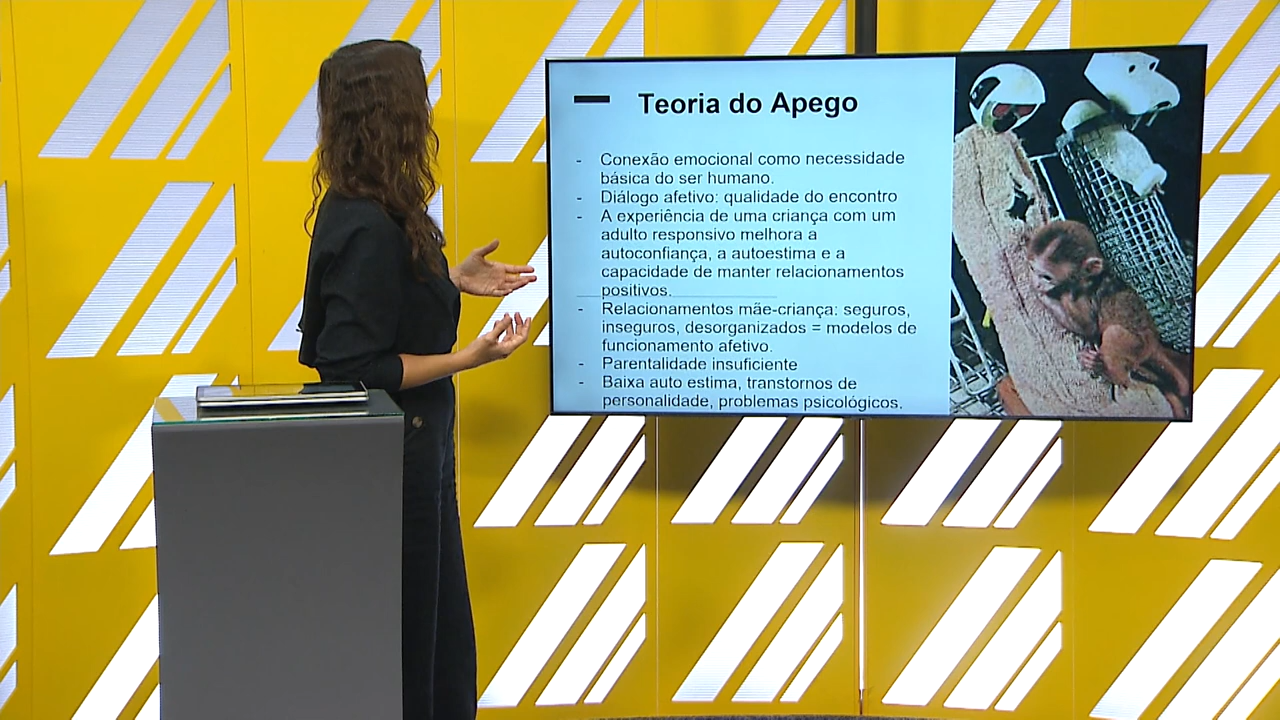 Teoria do Apego
- Conexão emocional como necessidade
básica do ser humano.
- Diálogo afetivo: qualidade do encontro
- A experiência de uma criança com um
adulto responsivo melhora a
autoconfiança, a autoestima e a
capacidade de manter relacionamentos
positivos.
- Relacionamentos mãe-criança: seguros,
inseguros, desorganizados = modelos de
funcionamento afetivo.
- Parentalidade insuficiente
- Baixa auto estima, transtornos de
personalidade, problemas psicológicos.